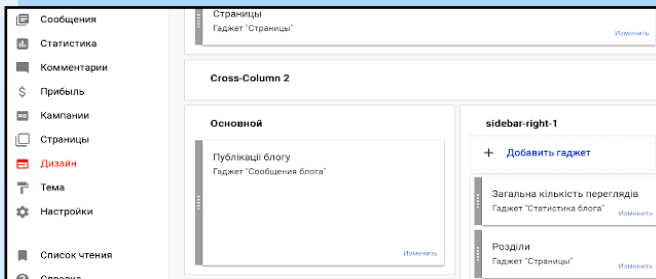 Сообщения
Статистика
Комментарии
Прибыль
Кампании
Страницы
Дизайн
Тема
Настройки
Список чтения
Справка
Страницы
Гаджет "Страницы"
Изменить
Cross-Column 2
Основной
Публікації блогу
Гаджет "Сообщения блога"
Изменить
sidebar-right-1
+ Добавить гаджет
Загальна кількість переглядів
Гаджет "Статистика блога"
Изменить
Розділи
Гаджет "Страницы"
Изменить